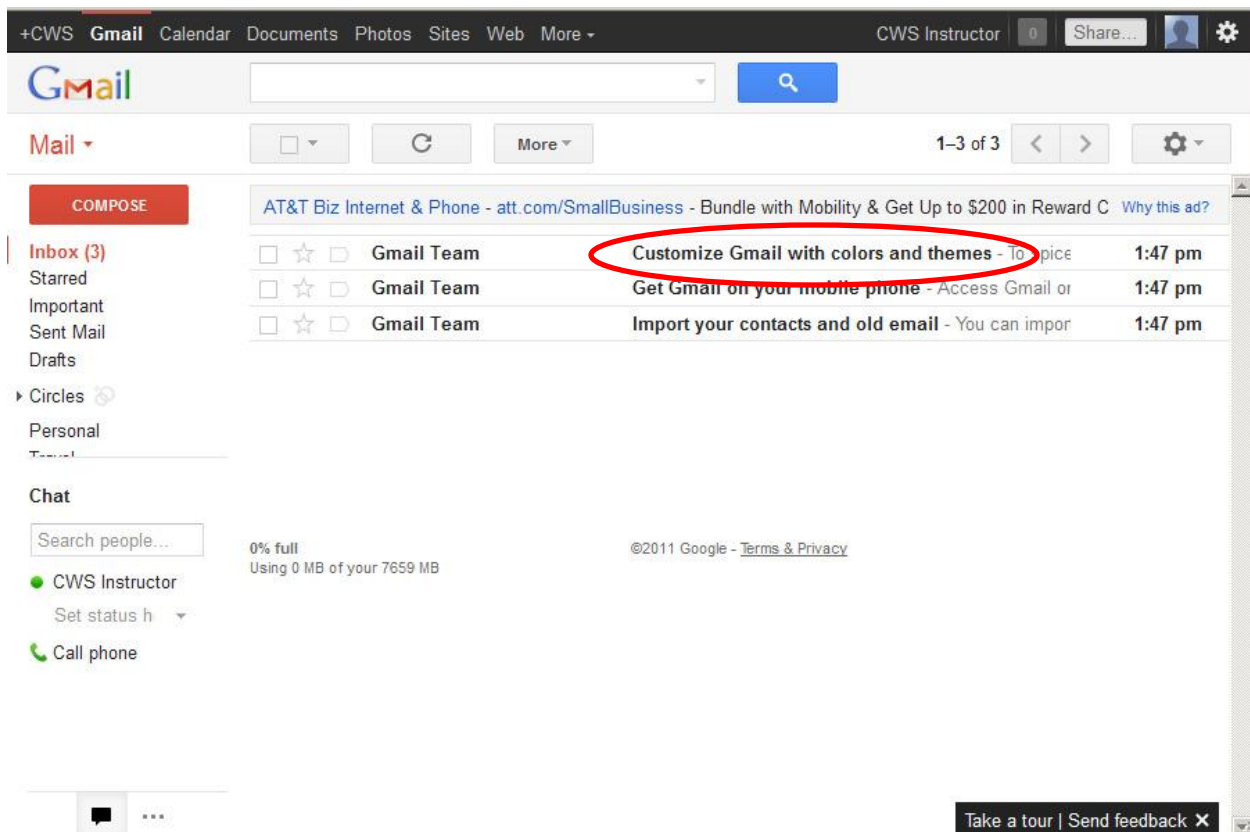 +CWS Gmail Calendar Documents Photos Sites Web More CWS Instructor 0 Share...
Gmail
Mail More 1–3 of 3
COMPOSE
AT&T Biz Internet & Phone - att.com/SmallBusiness - Bundle with Mobility & Get Up to $200 in Reward C Why this ad?
Inbox (3)
Gmail Team Customize Gmail with colors and themes - To spice 1:47 pm
Starred
Gmail Team Get Gmail on your mobile phone - Access Gmail or 1:47 pm
Important
Gmail Team Import your contacts and old email - You can impor 1:47 pm
Sent Mail
Drafts
Circles
Personal
Travel
Chat
Search people...
0% full
Using 0 MB of your 7659 MB
©2011 Google - Terms & Privacy
CWS Instructor
Set status h
Call phone
Take a tour | Send feedback X